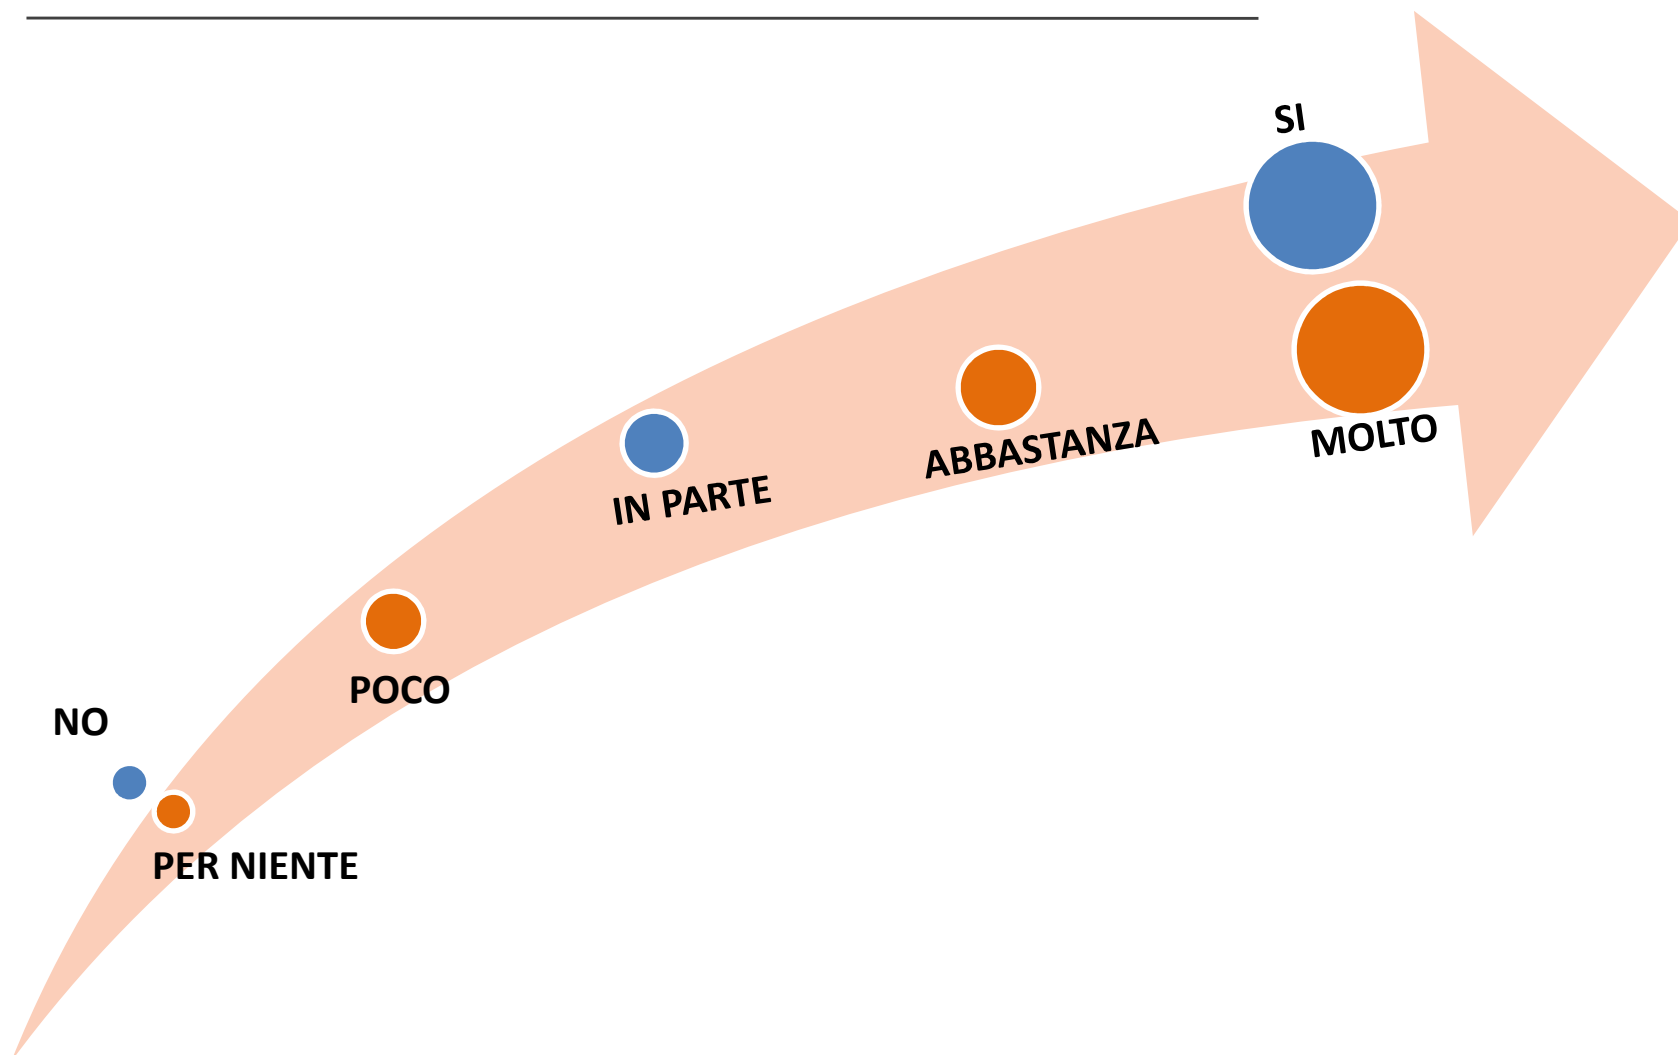 SI
MOLTO
ABBASTANZA
IN PARTE
POCO
NO
PER NIENTE